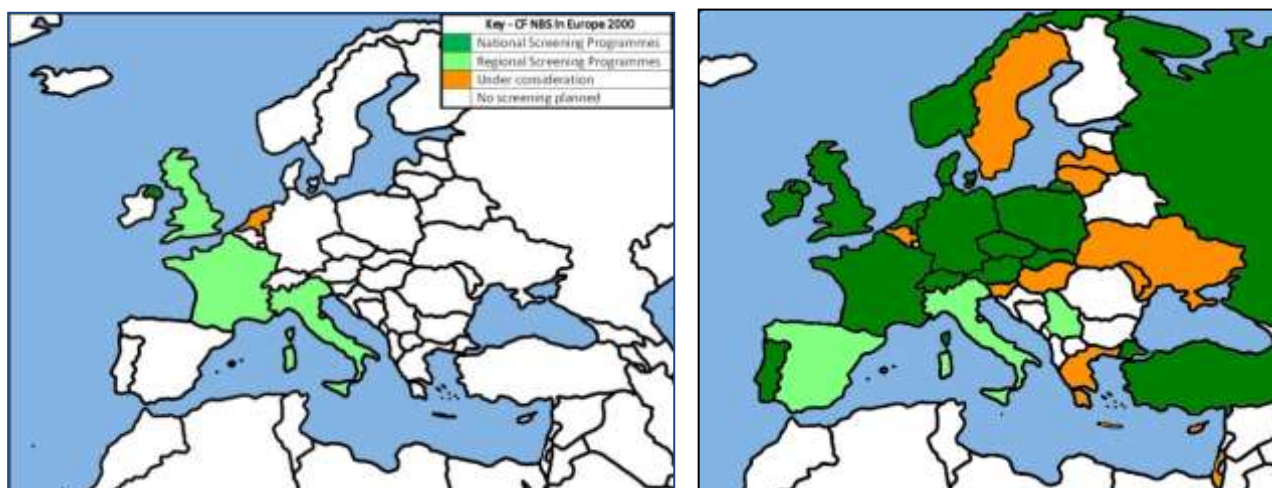 Key - CF NBS in Europe 2000
National Screening Programmes
Regional Screening Programmes
Under consideration
No screening planned